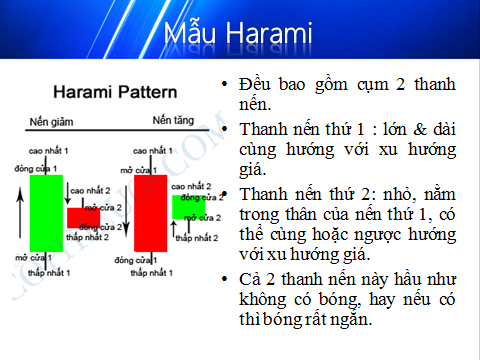 Mẫu Harami
Harami Pattern
Nến giảm
Nến tăng
cao nhất 1
đóng cửa 1
cao nhất 2
mở cửa 2
đóng cửa 2
thấp nhất 2
mở cửa 1
thấp nhất 1
cao nhất 1
mở cửa 1
cao nhất 2
đóng cửa 2
mở cửa 2
thấp nhất 2
đóng cửa 1
thấp nhất 1
• Đều bao gồm cụm 2 thanh
nến.
• Thanh nến thứ 1 : lớn & dài
cùng hướng với xu hướng
giá.
• Thanh nến thứ 2: nhỏ, nằm
trong thân của nến thứ 1, có
thể cùng hoặc ngược hướng
với xu hướng giá.
• Cả 2 thanh nến này hầu như
không có bóng, hay nếu có
thì bóng rất ngắn.